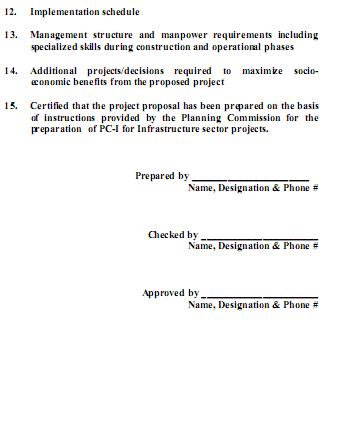 12. Implementation schedule
13. Management structure and manpower requirements including
specialized skills during construction and operational phases
14. Additional projects/decisions required to maximize socio-
economic benefits from the proposed project
15. Certified that the project proposal has been prepared on the basis
of instructions provided by the Planning Commission for the
preparation of PC-I for Infrastructure sector projects.
Prepared by ______________________
Name, Designation & Phone #
Checked by ______________________
Name, Designation & Phone #
Approved by ______________________
Name, Designation & Phone #